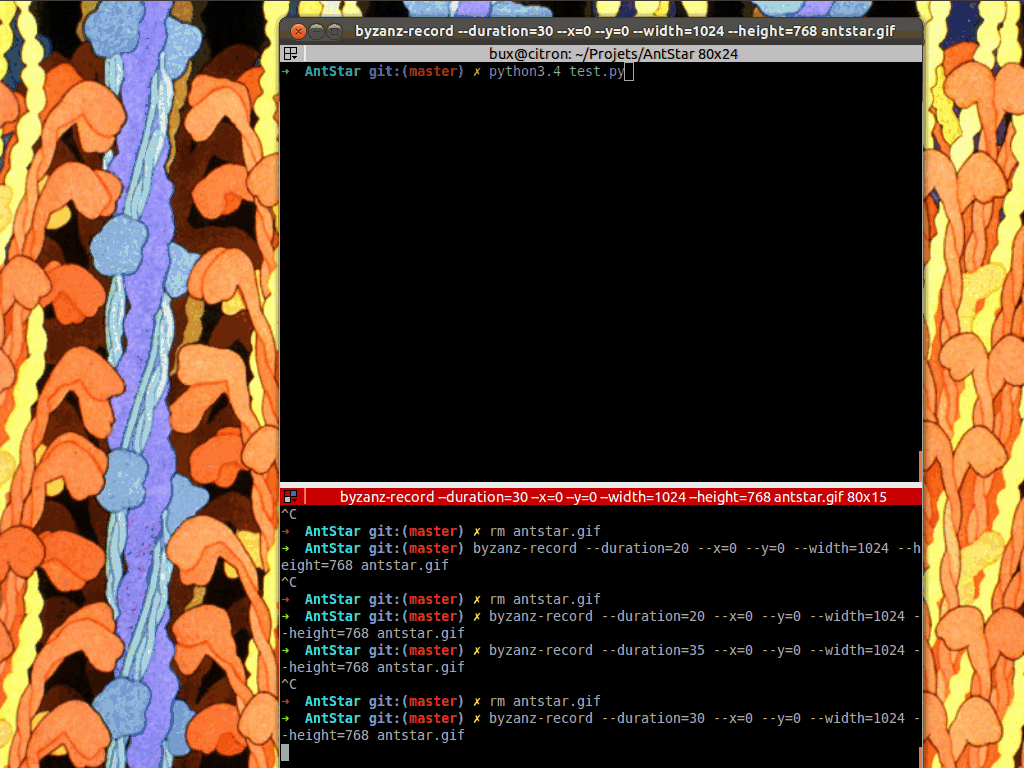 byzanz-record --duration=30 --x=0 --y=0 --width=1024 --height=768 antstar.gif
bux@citron: ~/Projets/AntStar 80x24
➜  AntStar git:(master) ✗ python3.4 test.py
byzanz-record --duration=30 --x=0 --y=0 --width=1024 --height=768 antstar.gif 80x15
^C
➜  AntStar git:(master) ✗ rm antstar.gif
➜  AntStar git:(master) byzanz-record --duration=20 --x=0 --y=0 --width=1024 --h
eight=768 antstar.gif
^C
➜  AntStar git:(master) ✗ rm antstar.gif
➜  AntStar git:(master) ✗ byzanz-record --duration=20 --x=0 --y=0 --width=1024 -
-height=768 antstar.gif
➜  AntStar git:(master) ✗ byzanz-record --duration=35 --x=0 --y=0 --width=1024 -
-height=768 antstar.gif
^C
➜  AntStar git:(master) ✗ rm antstar.gif
➜  AntStar git:(master) ✗ byzanz-record --duration=30 --x=0 --y=0 --width=1024 -
-height=768 antstar.gif